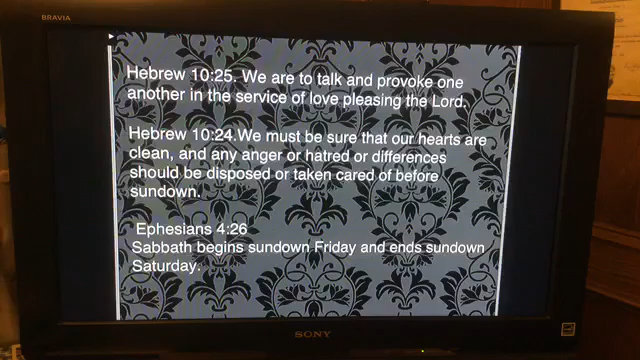 BRAVIA
Hebrew 10:25. We are to talk and provoke one
another in the service of love pleasing the Lord.
Hebrew 10:24.We must be sure that our hearts are
clean, and any anger or hatred or differences
should be disposed or taken cared of before
sundown.
Ephesians 4:26
Sabbath begins sundown Friday and ends sundown
Saturday.
SONY